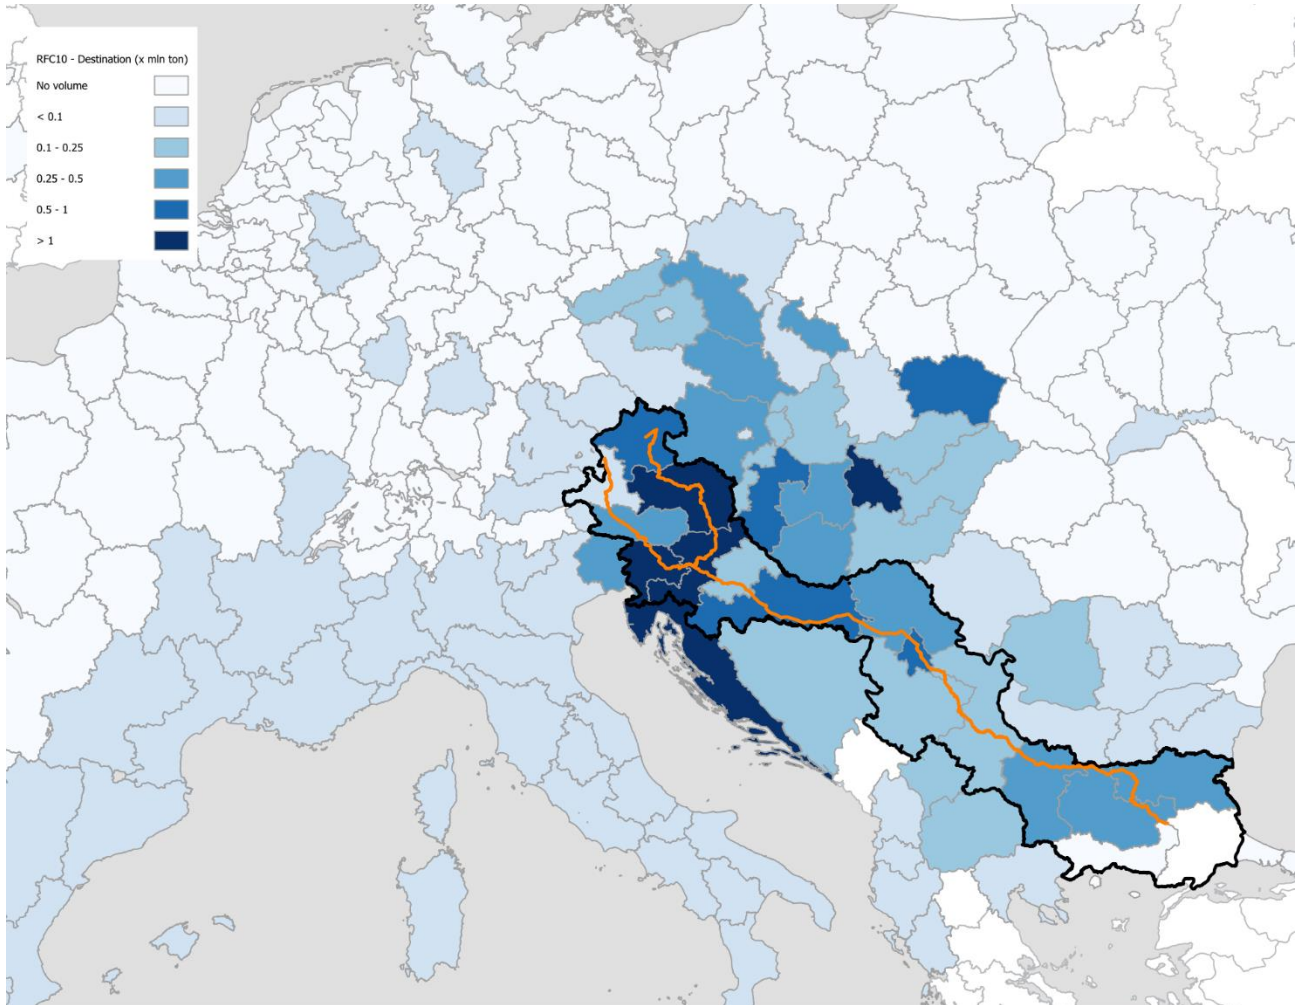 RFC10 - Destination (x mln ton)
No volume
< 0.1
0.1 - 0.25
0.25 - 0.5
0.5 - 1
> 1